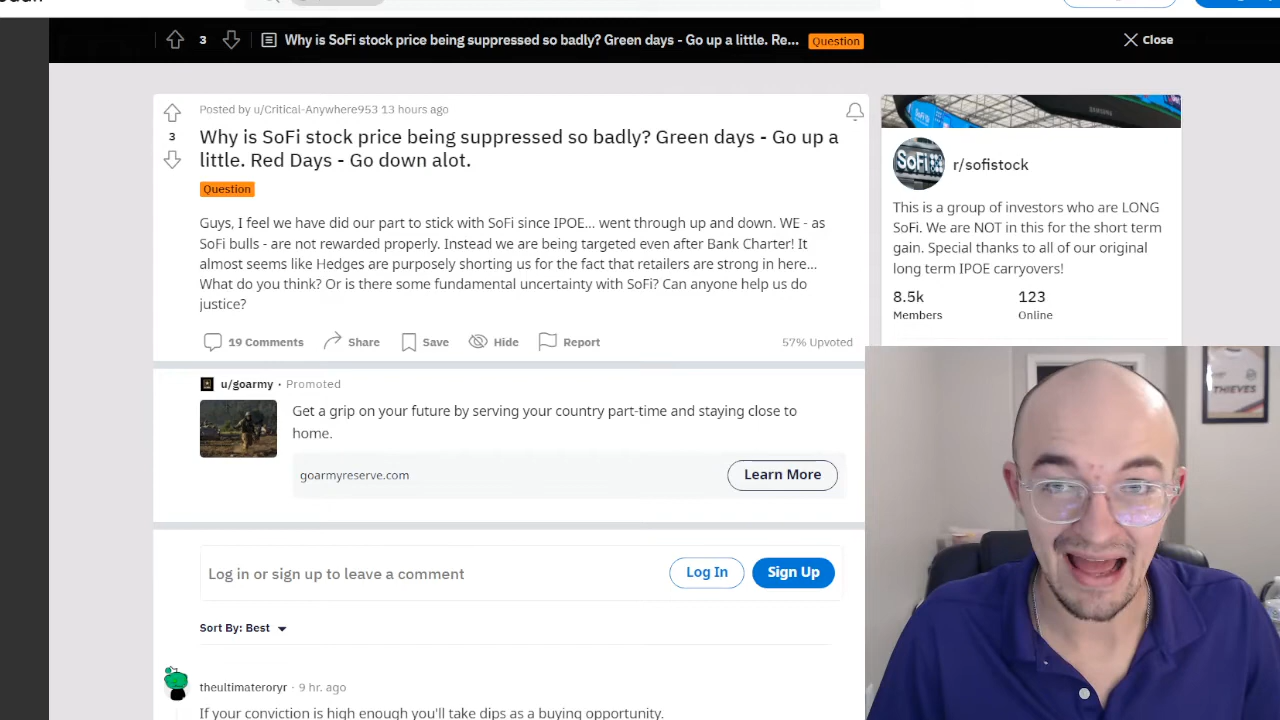 3
Why is SoFi stock price being suppressed so badly? Green days - Go up a little. Re...
Question
Close
Posted by u/Critical-Anywhere953 13 hours ago
3
Why is SoFi stock price being suppressed so badly? Green days - Go up a
little. Red Days - Go down alot.
Question
Guys, I feel we have did our part to stick with SoFi since IPOE... went through up and down. WE - as
SoFi bulls - are not rewarded properly. Instead we are being targeted even after Bank Charter! It
almost seems like Hedges are purposely shorting us for the fact that retailers are strong in here...
What do you think? Or is there some fundamental uncertainty with SoFi? Can anyone help us do
justice?
19 Comments
Share
Save
Hide
Report
57% Upvoted
SAMSUNG
SoFi
r/sofistock
This is a group of investors who are LONG
SoFi. We are NOT in this for the short term
gain. Special thanks to all of our original
long term IPOE carryovers!
8.5k
123
Members
Online
u/goarmy • Promoted
Get a grip on your future by serving your country part-time and staying close to
home.
goarmyreserve.com
Learn More
Log in or sign up to leave a comment
Log In
Sign Up
Sort By: Best
theultimateroryr · 9 hr. ago
If your conviction is high enough you'll take dips as a buying opportunity.
THIEVES